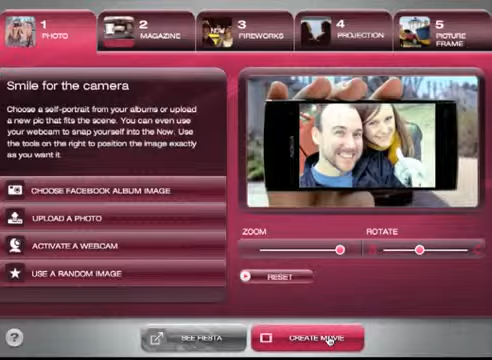 1
PHOTO
2
MAGAZINE
3
FIREWORKS
4
PROJECTION
5
PICTURE
FRAME
Smile for the camera
Choose a self-portrait from your albums or upload
a new pic that fits the scene. You can even use
your webcam to snap yourself into the Now. Use
the tools on the right to position the image exactly
as you want it
CHOOSE FACEBOOK ALBUM IMAGE
UPLOAD A PHOTO
ACTIVATE A WEBCAM
USE A RANDOM IMAGE
NOKIA
ZOOM
ROTATE
RESET
?
SEE FIESTA
CREATE MOVIE